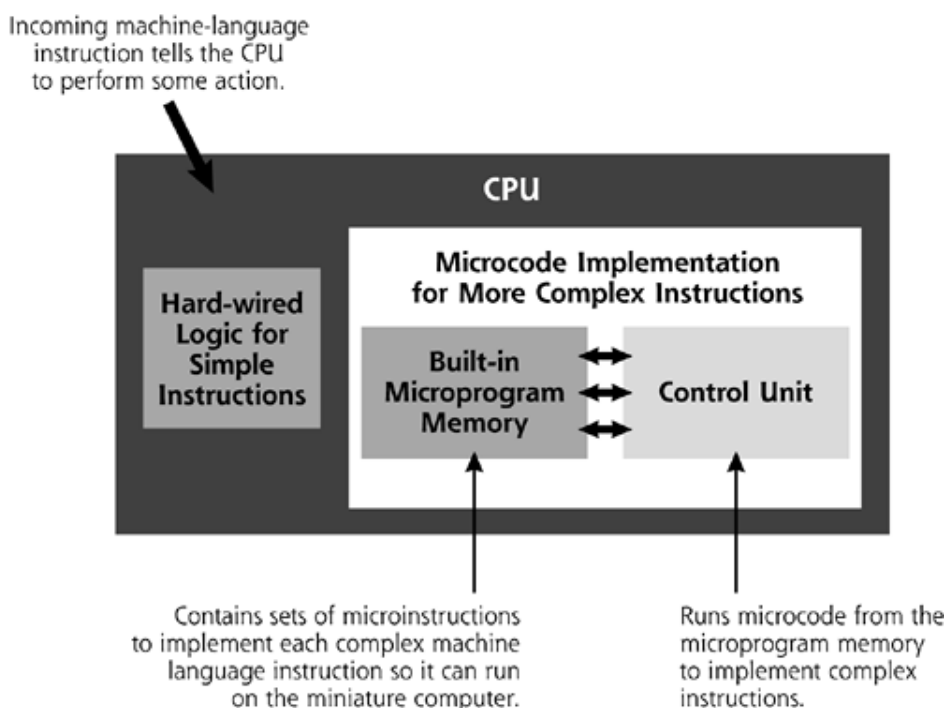 Incoming machine-language
instruction tells the CPU
to perform some action.
CPU
Hard-wired
Logic for
Simple
Instructions
Microcode Implementation
for More Complex Instructions
Built-in
Microprogram
Memory
Control Unit
Contains sets of microinstructions
to implement each complex machine
language instruction so it can run
on the miniature computer.
Runs microcode from the
microprogram memory
to implement complex
instructions.